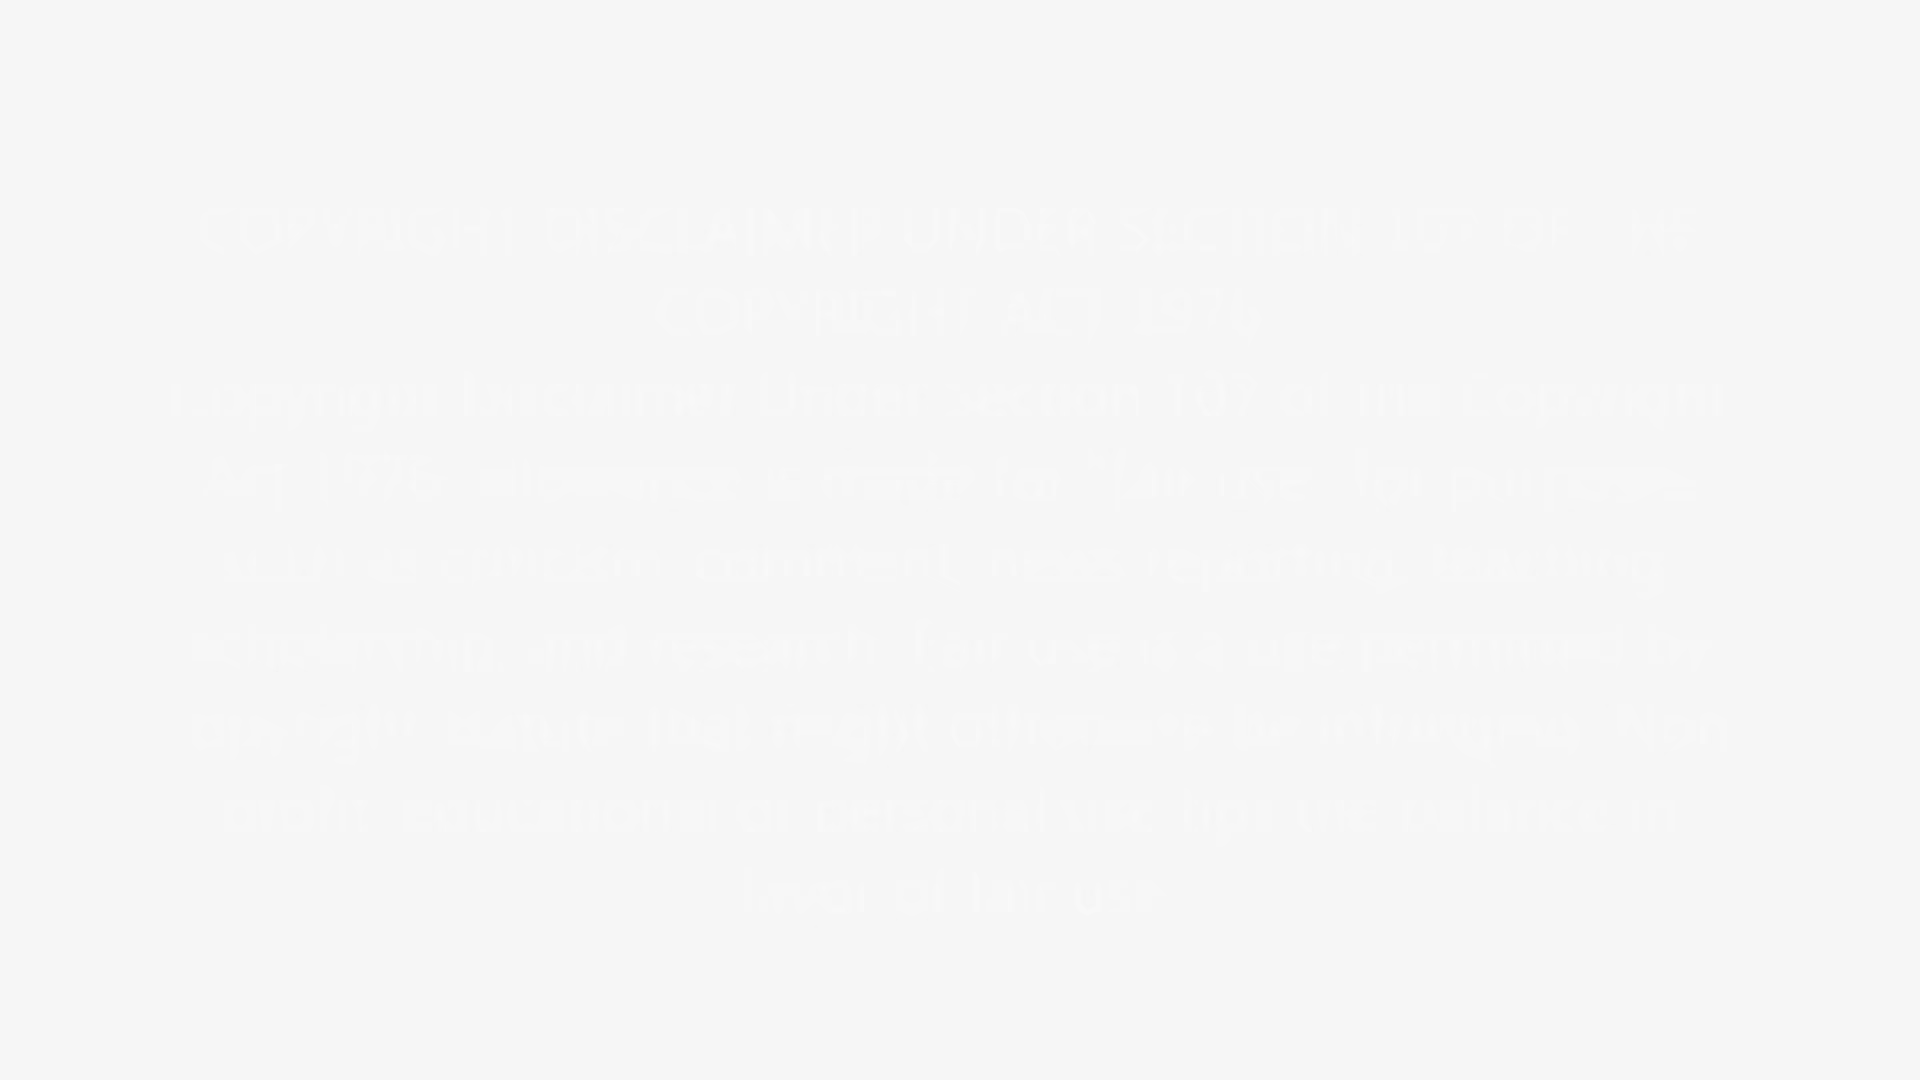 COPYRIGHT DISCLAIMER UNDER SECTION 107 OF THE
COPYRIGHT ACT 1976
Copyright Disclaimer Under Section 107 of the Copyright
Act 1976, allowance is made for "fair use" for purposes
such as criticism, comment, news reporting, teaching,
scholarship, and research. Fair use is a use permitted by
copyright statute that might otherwise be infringing. Non
profit, educational or personal use tips the balance in
favor of fair use.